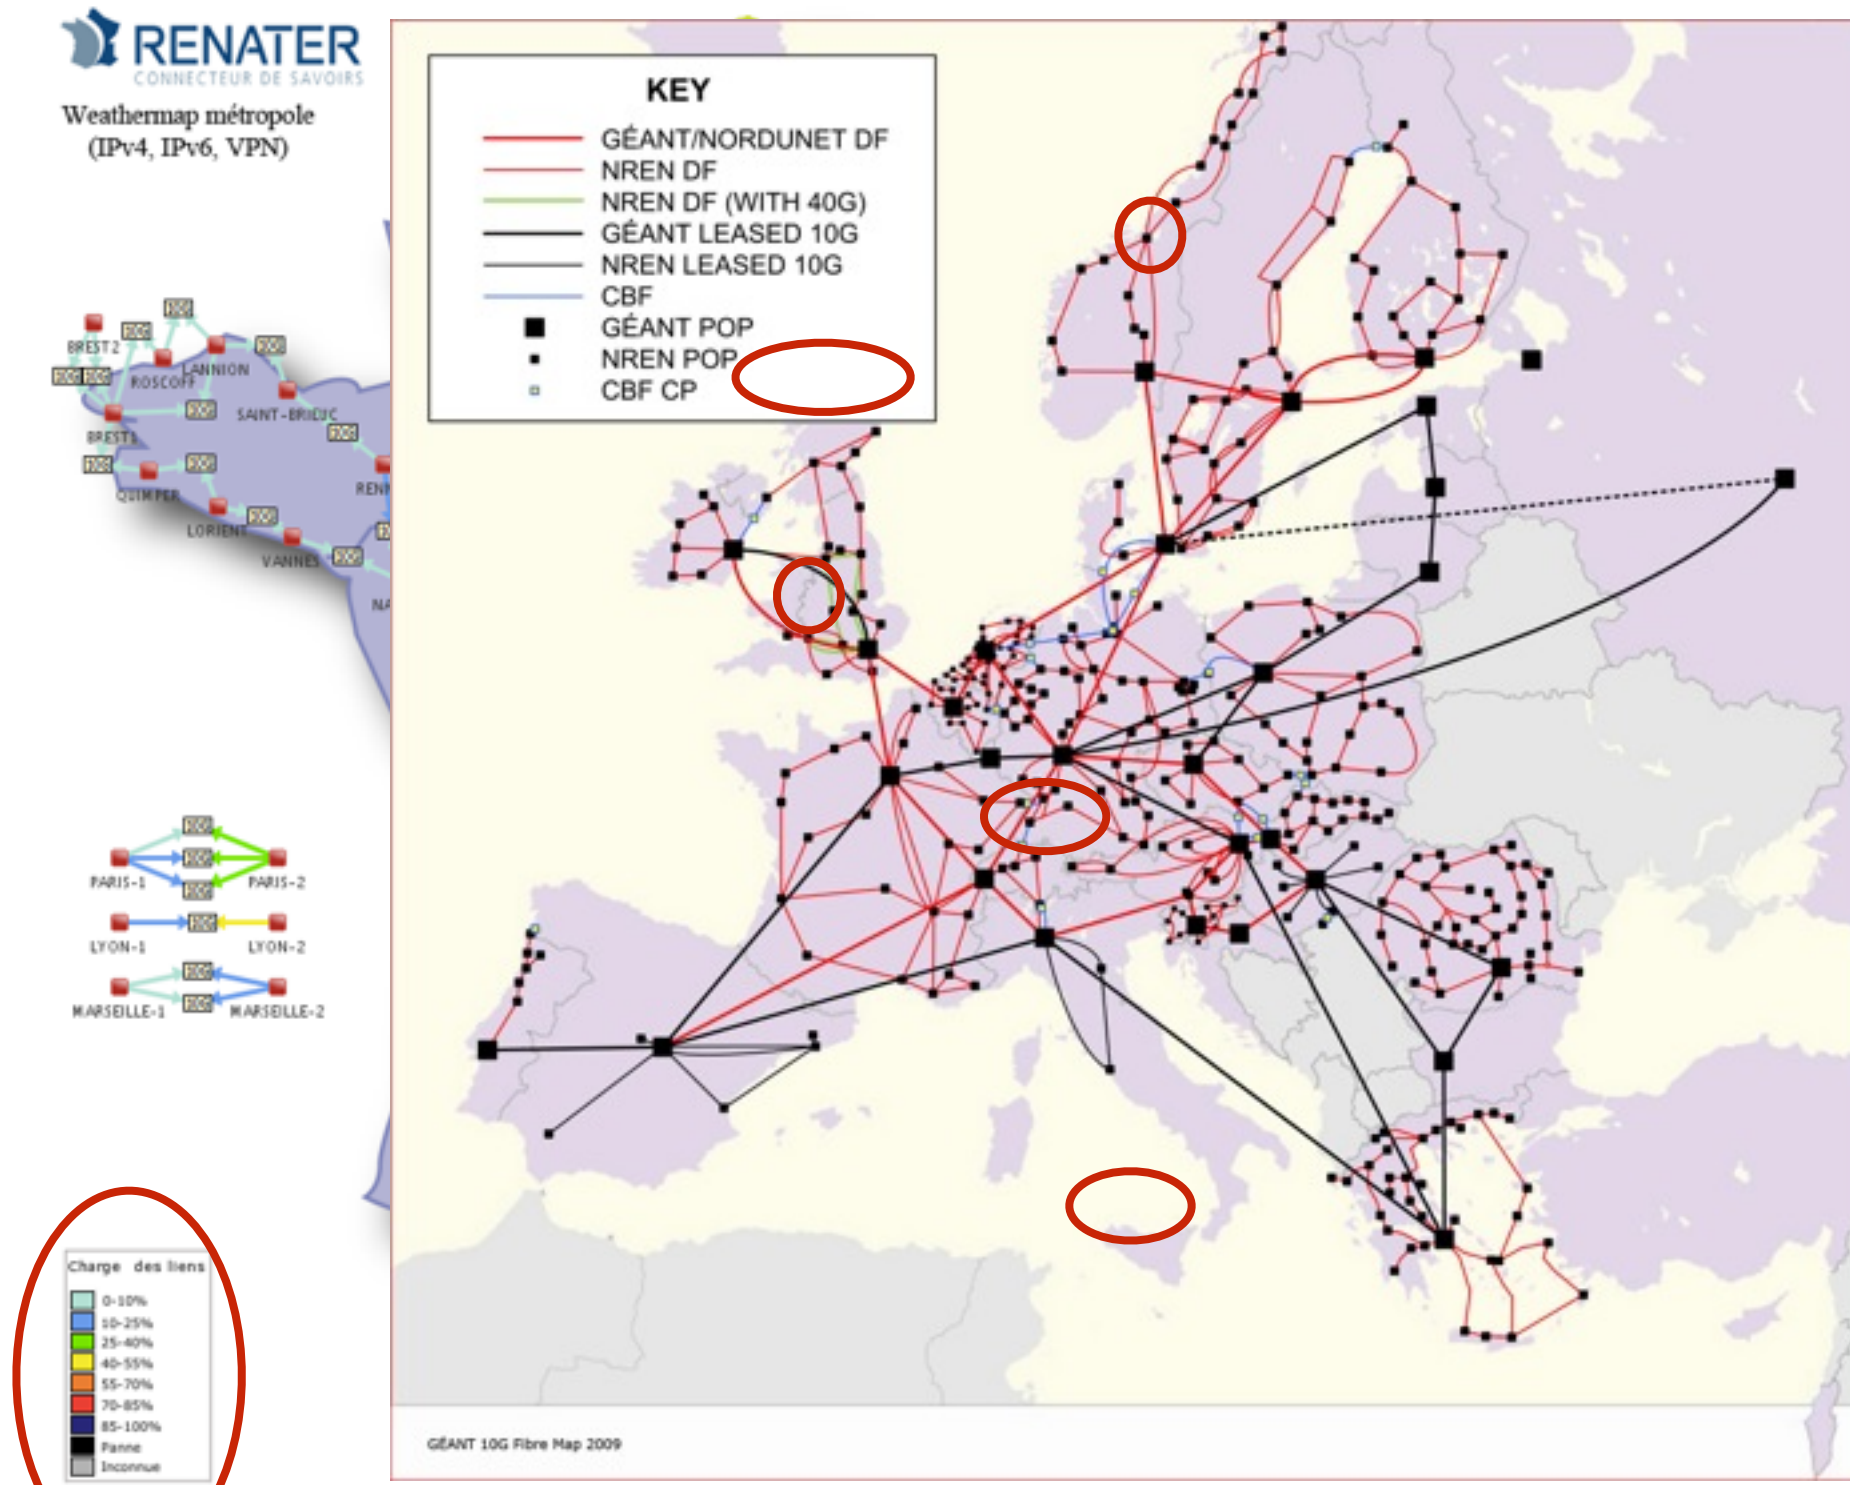 RENATER
CONNECTEUR DE SAVOIRS
Weathermap métropole
(IPv4, IPv6, VPN)
KEY
GÉANT/NORDUNET DF
NREN DF
NREN DF (WITH 40G)
GÉANT LEASED 10G
NREN LEASED 10G
CBF
GÉANT POP
NREN POP
CBF CP
BREST2
ROSCOFF
LANNION
SAINT-BRIEUC
BREST1
QUIMPER
LORIENT
VANNES
RENN
NA
10G
PARIS-1
PARIS-2
LYON-1
LYON-2
MARSEILLE-1
MARSEILLE-2
Charge des liens
0-10%
10-25%
25-40%
40-55%
55-70%
70-85%
85-100%
Panne
Inconnue
GÉANT 10G Fibre Map 2009